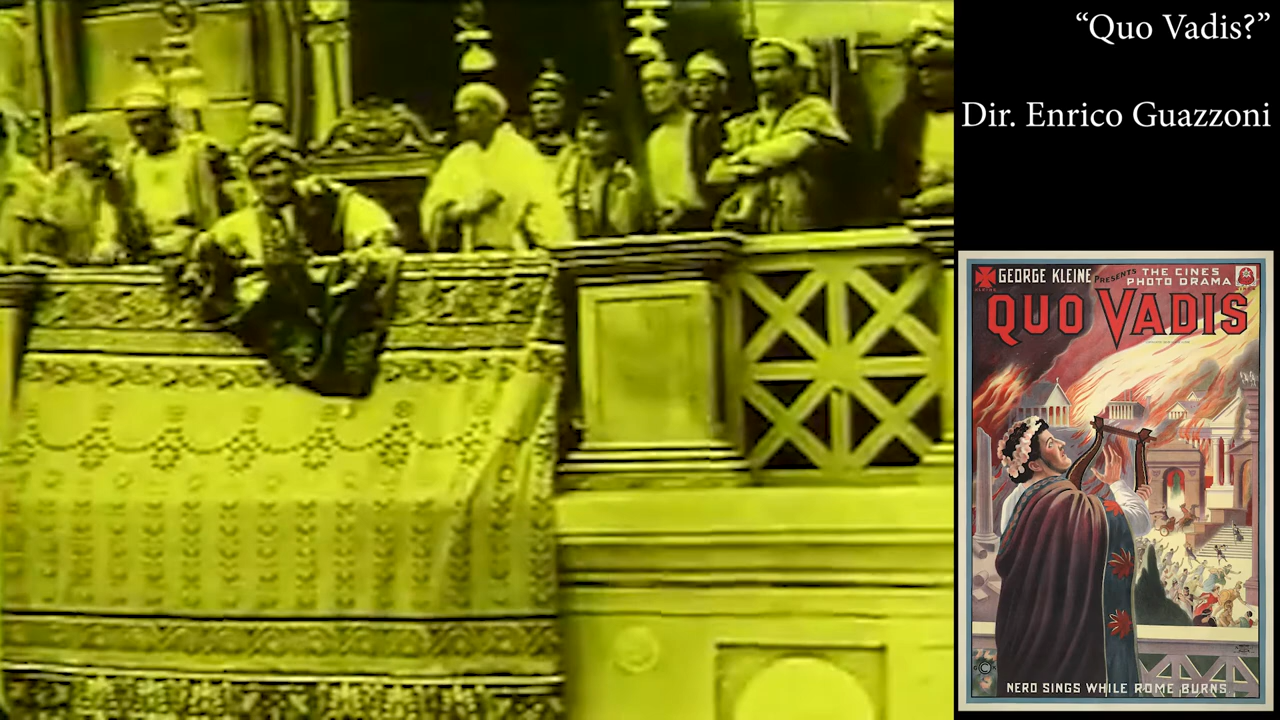 “Quo Vadis?”
Dir. Enrico Guazzoni
GEORGE KLEINE PRESENTS THE CINES
PHOTO DRAMA
QUO VADIS
NERO SINGS WHILE ROME BURNS